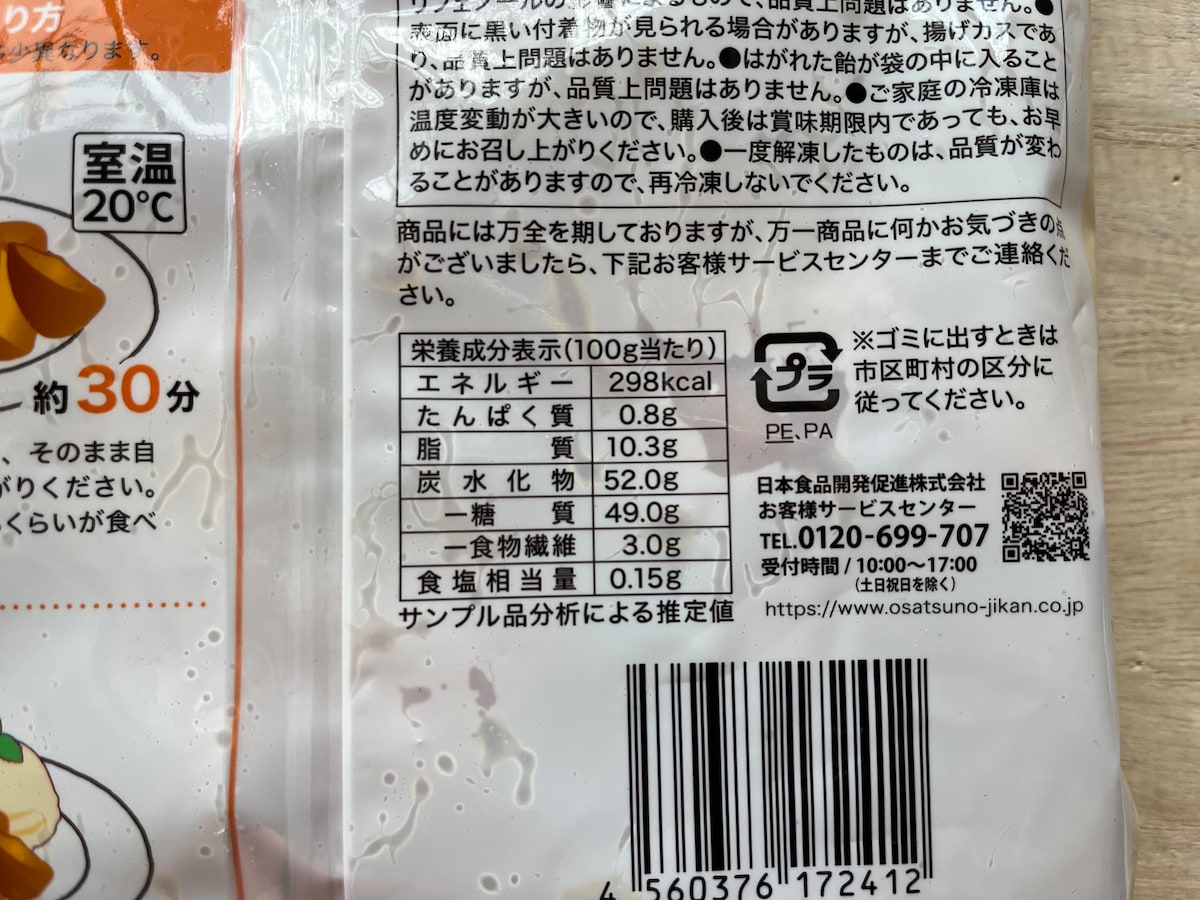 り方
少異なります。
室温
20℃
約30分
、そのまま自
がりください。
くらいが食べ
表面に黒い付着物が見られる場合がありますが、揚げカスであ
り、品質上問題はありません。●はがれた飴が袋の中に入ること
がありますが、品質上問題はありません。●ご家庭の冷凍庫は
温度変動が大きいので、購入後は賞味期限内であっても、お早
めにお召し上がりください。●一度解凍したものは、品質が変わ
ることがありますので、再冷凍しないでください。
商品には万全を期しておりますが、万一商品に何かお気づきの点
がございましたら、下記お客様サービスセンターまでご連絡くだ
さい。
栄養成分表示(100g当たり)
エネルギー 298kcal
たんぱく質 0.8g
脂質 10.3g
炭水化物 52.0g
ー糖質 49.0g
ー食物繊維 3.0g
食塩相当量 0.15g
サンプル品分析による推定値
プラ
PE、PA
※ゴミに出すときは
市区町村の区分に
従ってください。
日本食品開発促進株式会社
お客様サービスセンター
TEL.0120-699-707
受付時間/10:00〜17:00
(土日祝日を除く)
https://www.osatsuno-jikan.co.jp
4 560376 172412